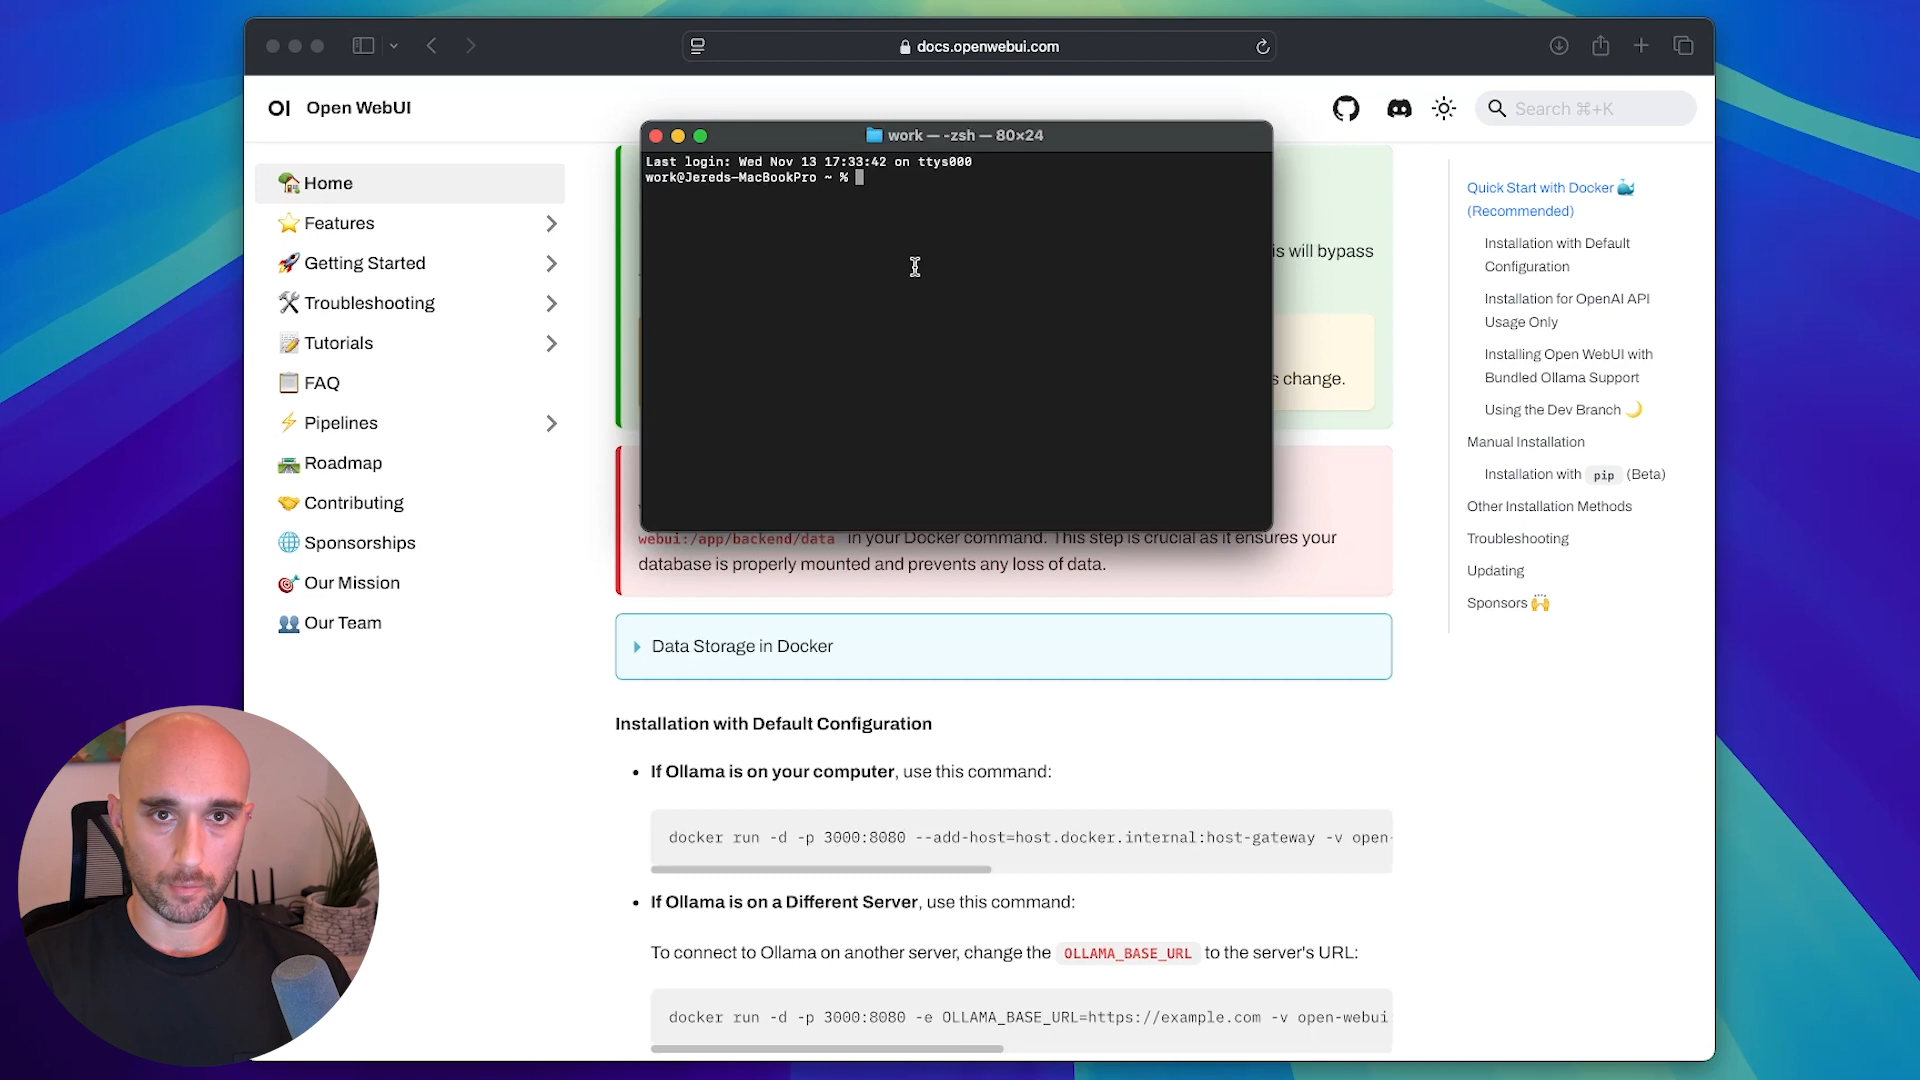 docs.openwebui.com
OI Open WebUI
Search ⌘+K
work — -zsh — 80×24
Last login: Wed Nov 13 17:33:42 on ttys000
work@Jereds-MacBookPro ~ %
Home
Features
Getting Started
Troubleshooting
Tutorials
FAQ
Pipelines
Roadmap
Contributing
Sponsorships
Our Mission
Our Team
is will bypass
s change.
webui:/app/backend/data in your Docker command. This step is crucial as it ensures your
database is properly mounted and prevents any loss of data.
Data Storage in Docker
Installation with Default Configuration
• If Ollama is on your computer, use this command:
docker run -d -p 3000:8080 --add-host=host.docker.internal:host-gateway -v open-
• If Ollama is on a Different Server, use this command:
To connect to Ollama on another server, change the OLLAMA_BASE_URL to the server's URL:
docker run -d -p 3000:8080 -e OLLAMA_BASE_URL=https://example.com -v open-webui
Quick Start with Docker
(Recommended)
Installation with Default
Configuration
Installation for OpenAI API
Usage Only
Installing Open WebUI with
Bundled Ollama Support
Using the Dev Branch
Manual Installation
Installation with pip (Beta)
Other Installation Methods
Troubleshooting
Updating
Sponsors